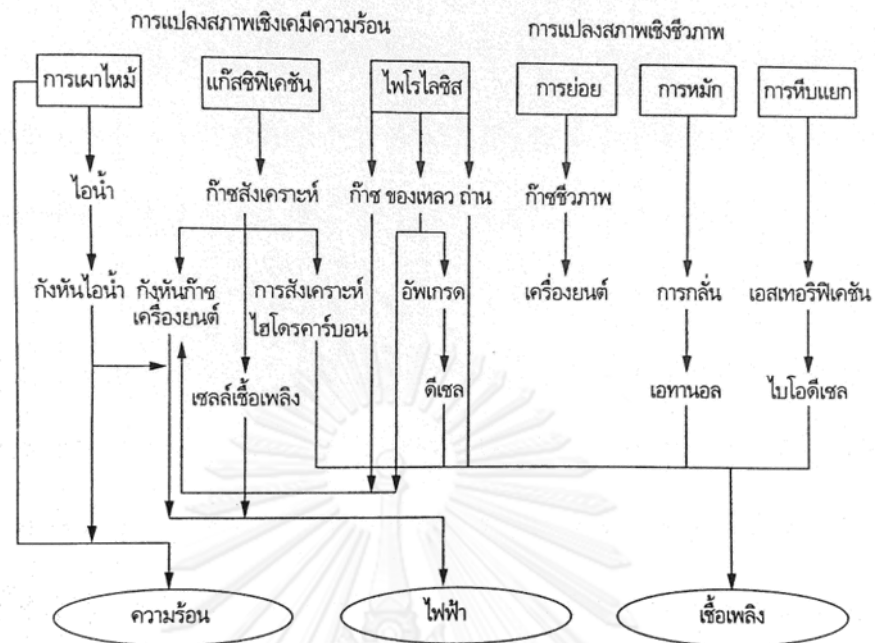 การแปลงสภาพเชิงเคมีความร้อน
การแปลงสภาพเชิงชีวภาพ
การเผาไหม้
แก๊สซิฟิเคชัน
ไพโรไลซิส
การย่อย
การหมัก
การหีบแยก
ไอน้ำ
ก๊าซสังเคราะห์
ก๊าซ ของเหลว ถ่าน
ก๊าซชีวภาพ
กังหันไอน้ำ
กังหันก๊าซ
เครื่องยนต์
การสังเคราะห์
ไฮโดรคาร์บอน
อัพเกรด
เครื่องยนต์
การกลั่น
เอสเทอริฟิเคชัน
เซลล์เชื้อเพลิง
ดีเซล
เอทานอล
ไบโอดีเซล
ความร้อน
ไฟฟ้า
เชื้อเพลิง